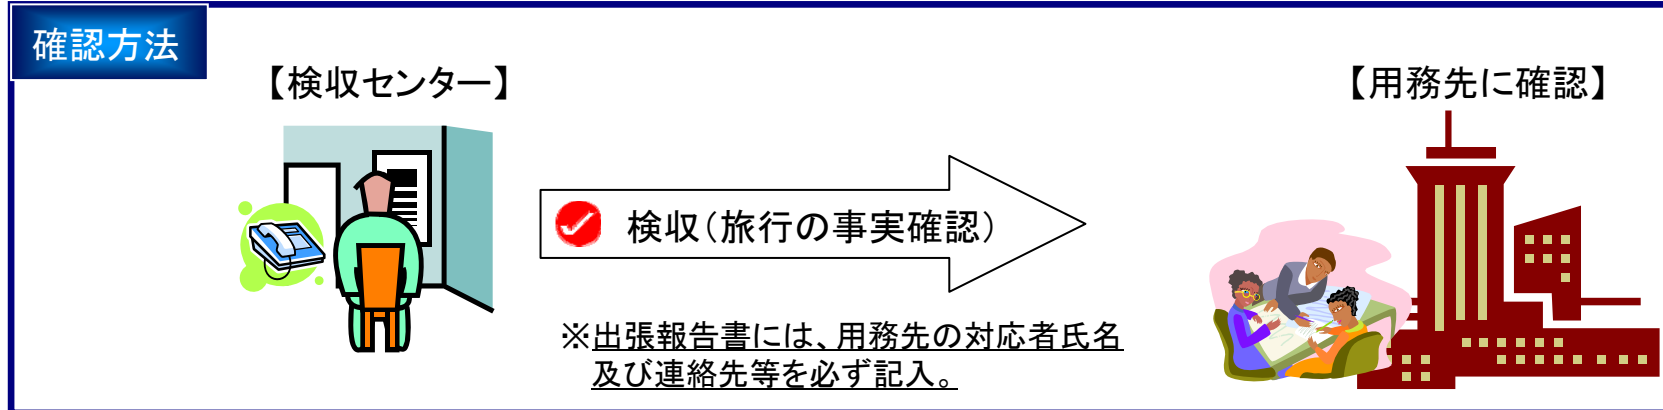 確認方法
【検収センター】
【用務先に確認】
検収(旅行の事実確認)
※出張報告書には、用務先の対応者氏名
及び連絡先等を必ず記入。